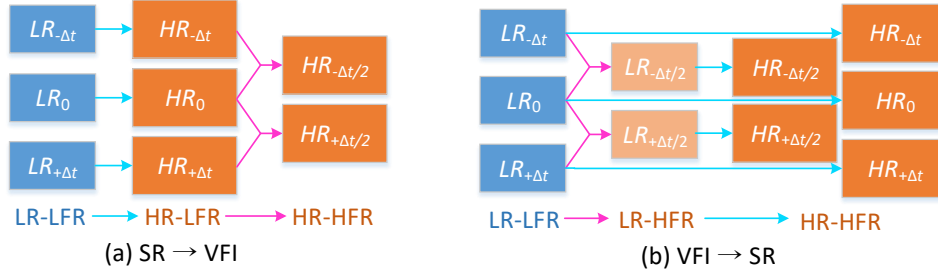 LR-Δt
HR-Δt
HR-Δt/2
LR0
HR0
HR+Δt/2
LR+Δt
HR+Δt
LR-LFR → HR-LFR → HR-HFR
(a) SR → VFI
LR-Δt
HR-Δt
LR-Δt/2
HR-Δt/2
LR0
HR0
LR+Δt/2
HR+Δt/2
LR+Δt
HR+Δt
LR-LFR → LR-HFR → HR-HFR
(b) VFI → SR